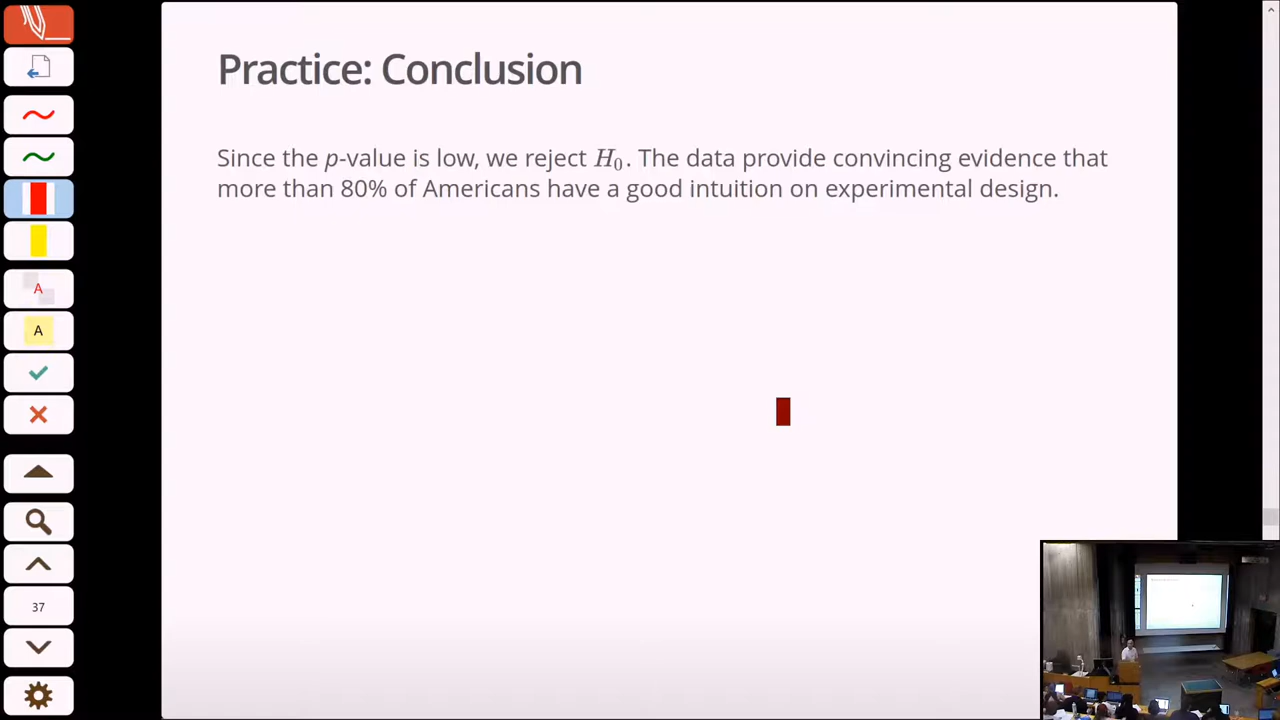 Practice: Conclusion
Since the p-value is low, we reject H₀. The data provide convincing evidence that
more than 80% of Americans have a good intuition on experimental design.
A
A
37